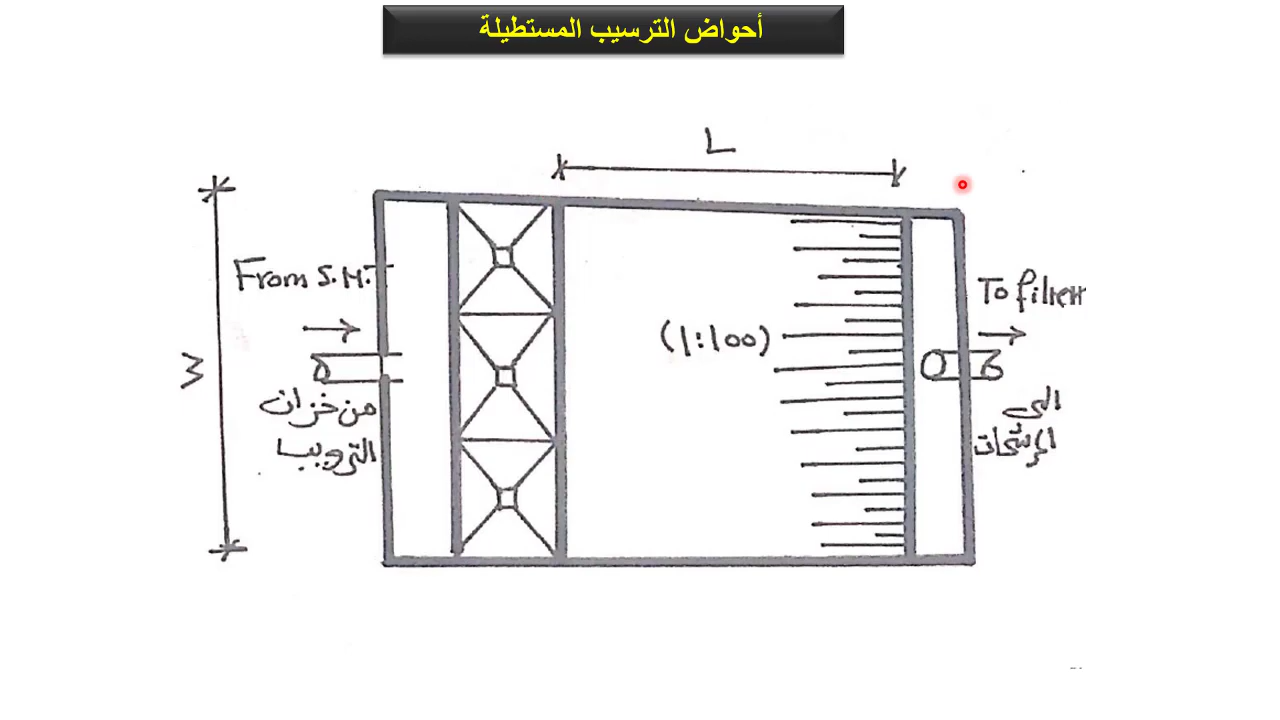 أحواض الترسيب المستطيلة
L
From S.M.T
To filter
(1:100)
W
من خزان
الترويب
الى
المرشحات